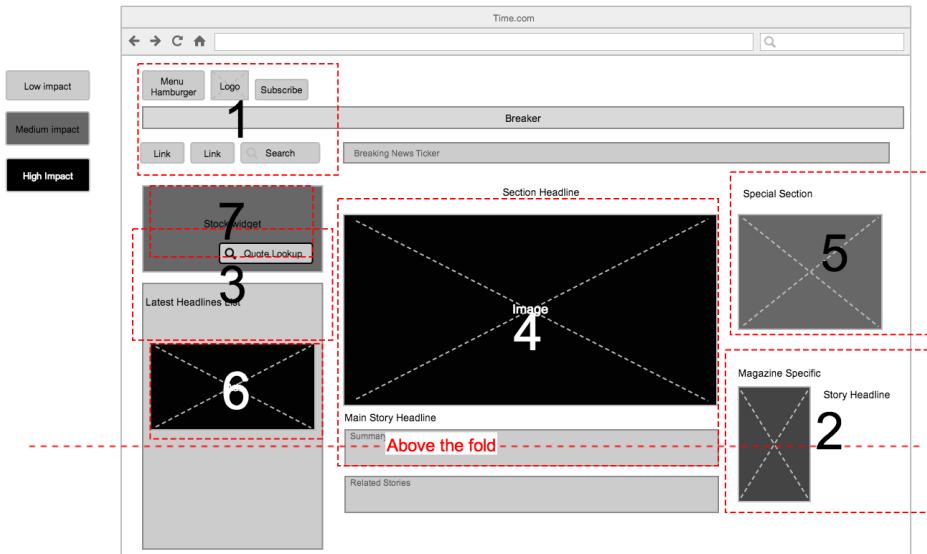 Time.com
Low impact
Medium impact
High Impact
Menu
Hamburger
Logo
Subscribe
1
Breaker
Link
Link
Search
Breaking News Ticker
7
Stock widget
Quote Lookup
3
Latest Headlines List
6
Section Headline
Image
4
Main Story Headline
Summary
Above the fold
Related Stories
Special Section
5
Magazine Specific
Story Headline
2